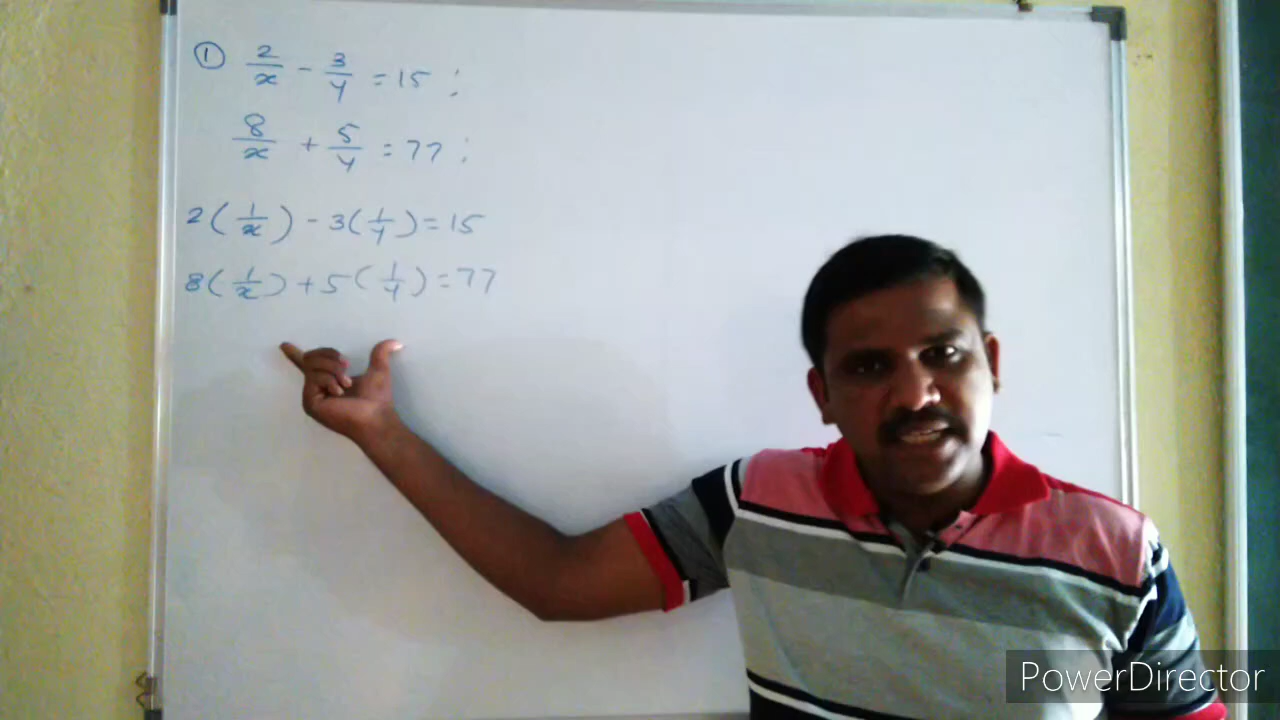 ① 2/x - 3/y = 15 ;
8/x + 5/y = 77 ;
2(1/x) - 3(1/y) = 15
8(1/x) + 5(1/y) = 77
PowerDirector